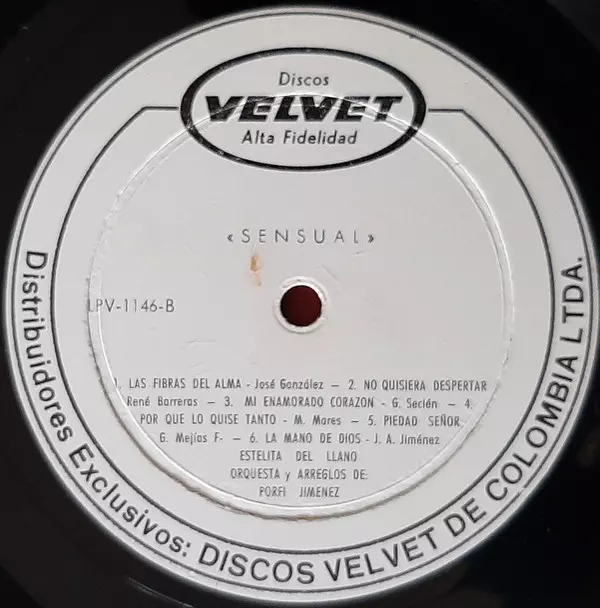 Discos
VELVET
Alta Fidelidad
«SENSUAL»
LPV-1146-B
1. LAS FIBRAS DEL ALMA - José González - 2. NO QUISIERA DESPERTAR
René Barreras - 3. MI ENAMORADO CORAZON - G. Seclén - 4.
POR QUE LO QUISE TANTO - M. Mares - 5. PIEDAD SEÑOR
G. Mejías F- - 6. LA MANO DE DIOS - J. A. Jiménez
ESTELITA DEL LLANO
ORQUESTA y ARREGLOS DE:
PORFI JIMENEZ
Distribuidores Exclusivos: DISCOS VELVET DE COLOMBIA LTDA.